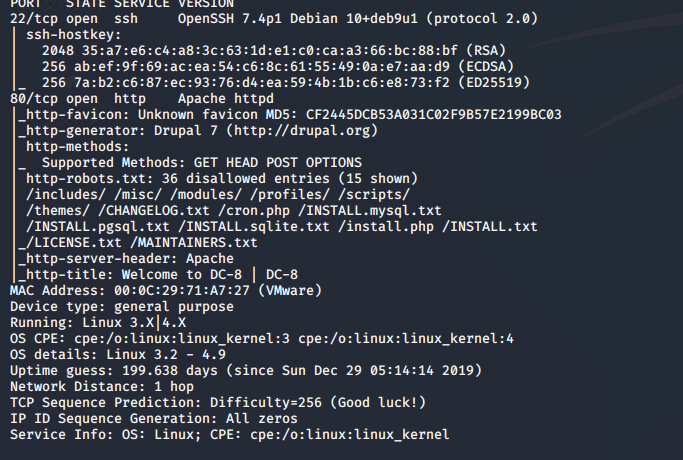 PORT STATE SERVICE VERSION
22/tcp open ssh OpenSSH 7.4p1 Debian 10+deb9u1 (protocol 2.0)
| ssh-hostkey:
| 2048 35:a7:e6:c4:a8:3c:63:1d:e1:c0:ca:a3:66:bc:88:bf (RSA)
| 256 ab:ef:9f:69:ac:ea:54:c6:8c:61:55:49:0a:e7:aa:d9 (ECDSA)
|_ 256 7a:b2:c6:87:ec:93:76:d4:ea:59:4b:1b:c6:e8:73:f2 (ED25519)
80/tcp open http Apache httpd
|_http-favicon: Unknown favicon MD5: CF2445DCB53A031C02F9B57E2199BC03
|_http-generator: Drupal 7 (http://drupal.org)
| http-methods:
|_ Supported Methods: GET HEAD POST OPTIONS
| http-robots.txt: 36 disallowed entries (15 shown)
| /includes/ /misc/ /modules/ /profiles/ /scripts/
| /themes/ /CHANGELOG.txt /cron.php /INSTALL.mysql.txt
| /INSTALL.pgsql.txt /INSTALL.sqlite.txt /install.php /INSTALL.txt
|_/LICENSE.txt /MAINTAINERS.txt
|_http-server-header: Apache
|_http-title: Welcome to DC-8 | DC-8
MAC Address: 00:0C:29:71:A7:27 (VMware)
Device type: general purpose
Running: Linux 3.X|4.X
OS CPE: cpe:/o:linux:linux_kernel:3 cpe:/o:linux:linux_kernel:4
OS details: Linux 3.2 - 4.9
Uptime guess: 199.638 days (since Sun Dec 29 05:14:14 2019)
Network Distance: 1 hop
TCP Sequence Prediction: Difficulty=256 (Good luck!)
IP ID Sequence Generation: All zeros
Service Info: OS: Linux; CPE: cpe:/o:linux:linux_kernel